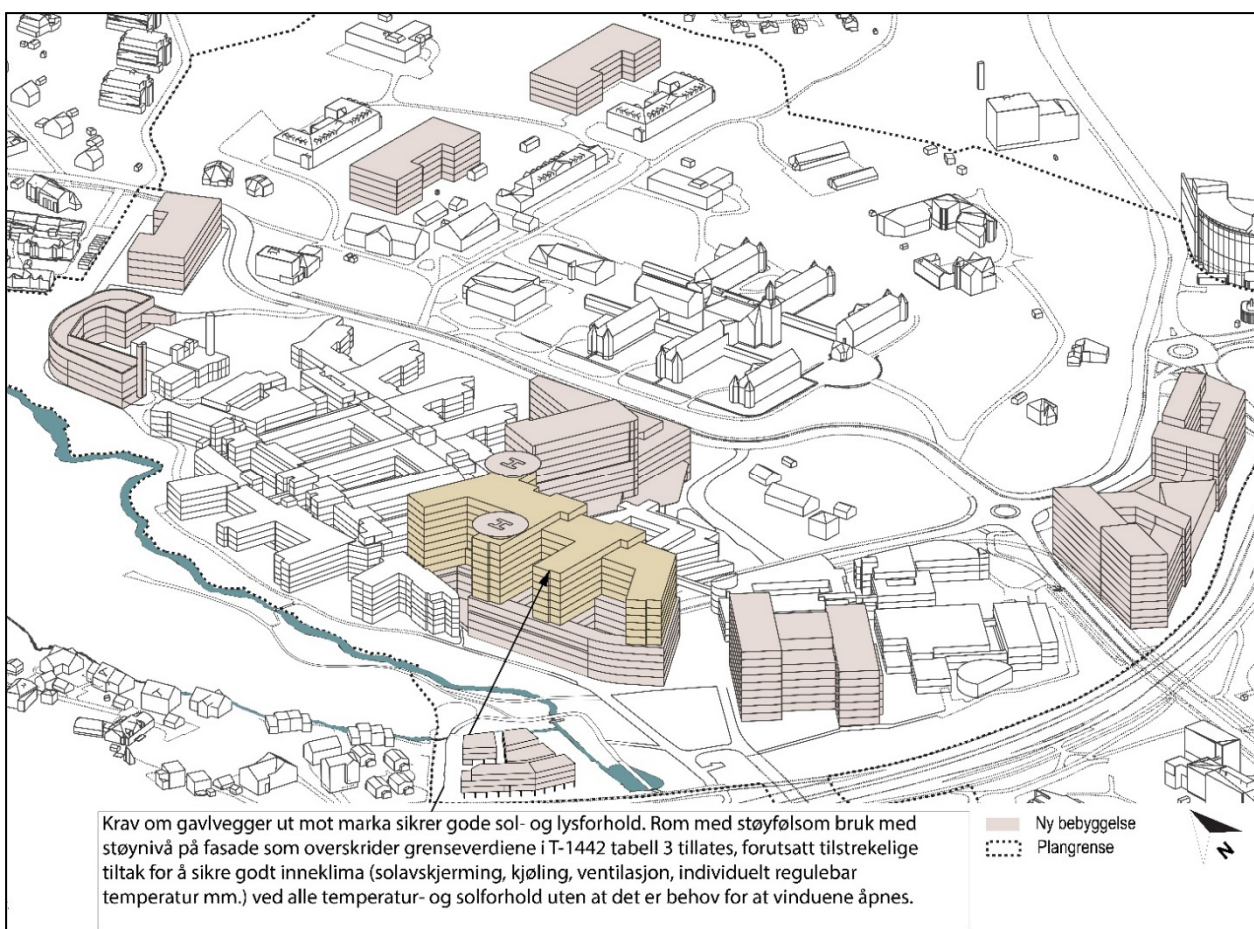 H
H
Krav om gavlvegger ut mot marka sikrer gode sol- og lysforhold. Rom med støyfølsom bruk med
støynivå på fasade som overskrider grenseverdiene i T-1442 tabell 3 tillates, forutsatt tilstrekelige
tiltak for å sikre godt inneklima (solavskjerming, kjøling, ventilasjon, individuelt regulebar
temperatur mm.) ved alle temperatur- og solforhold uten at det er behov for at vinduene åpnes.
Ny bebyggelse
Plangrense
N